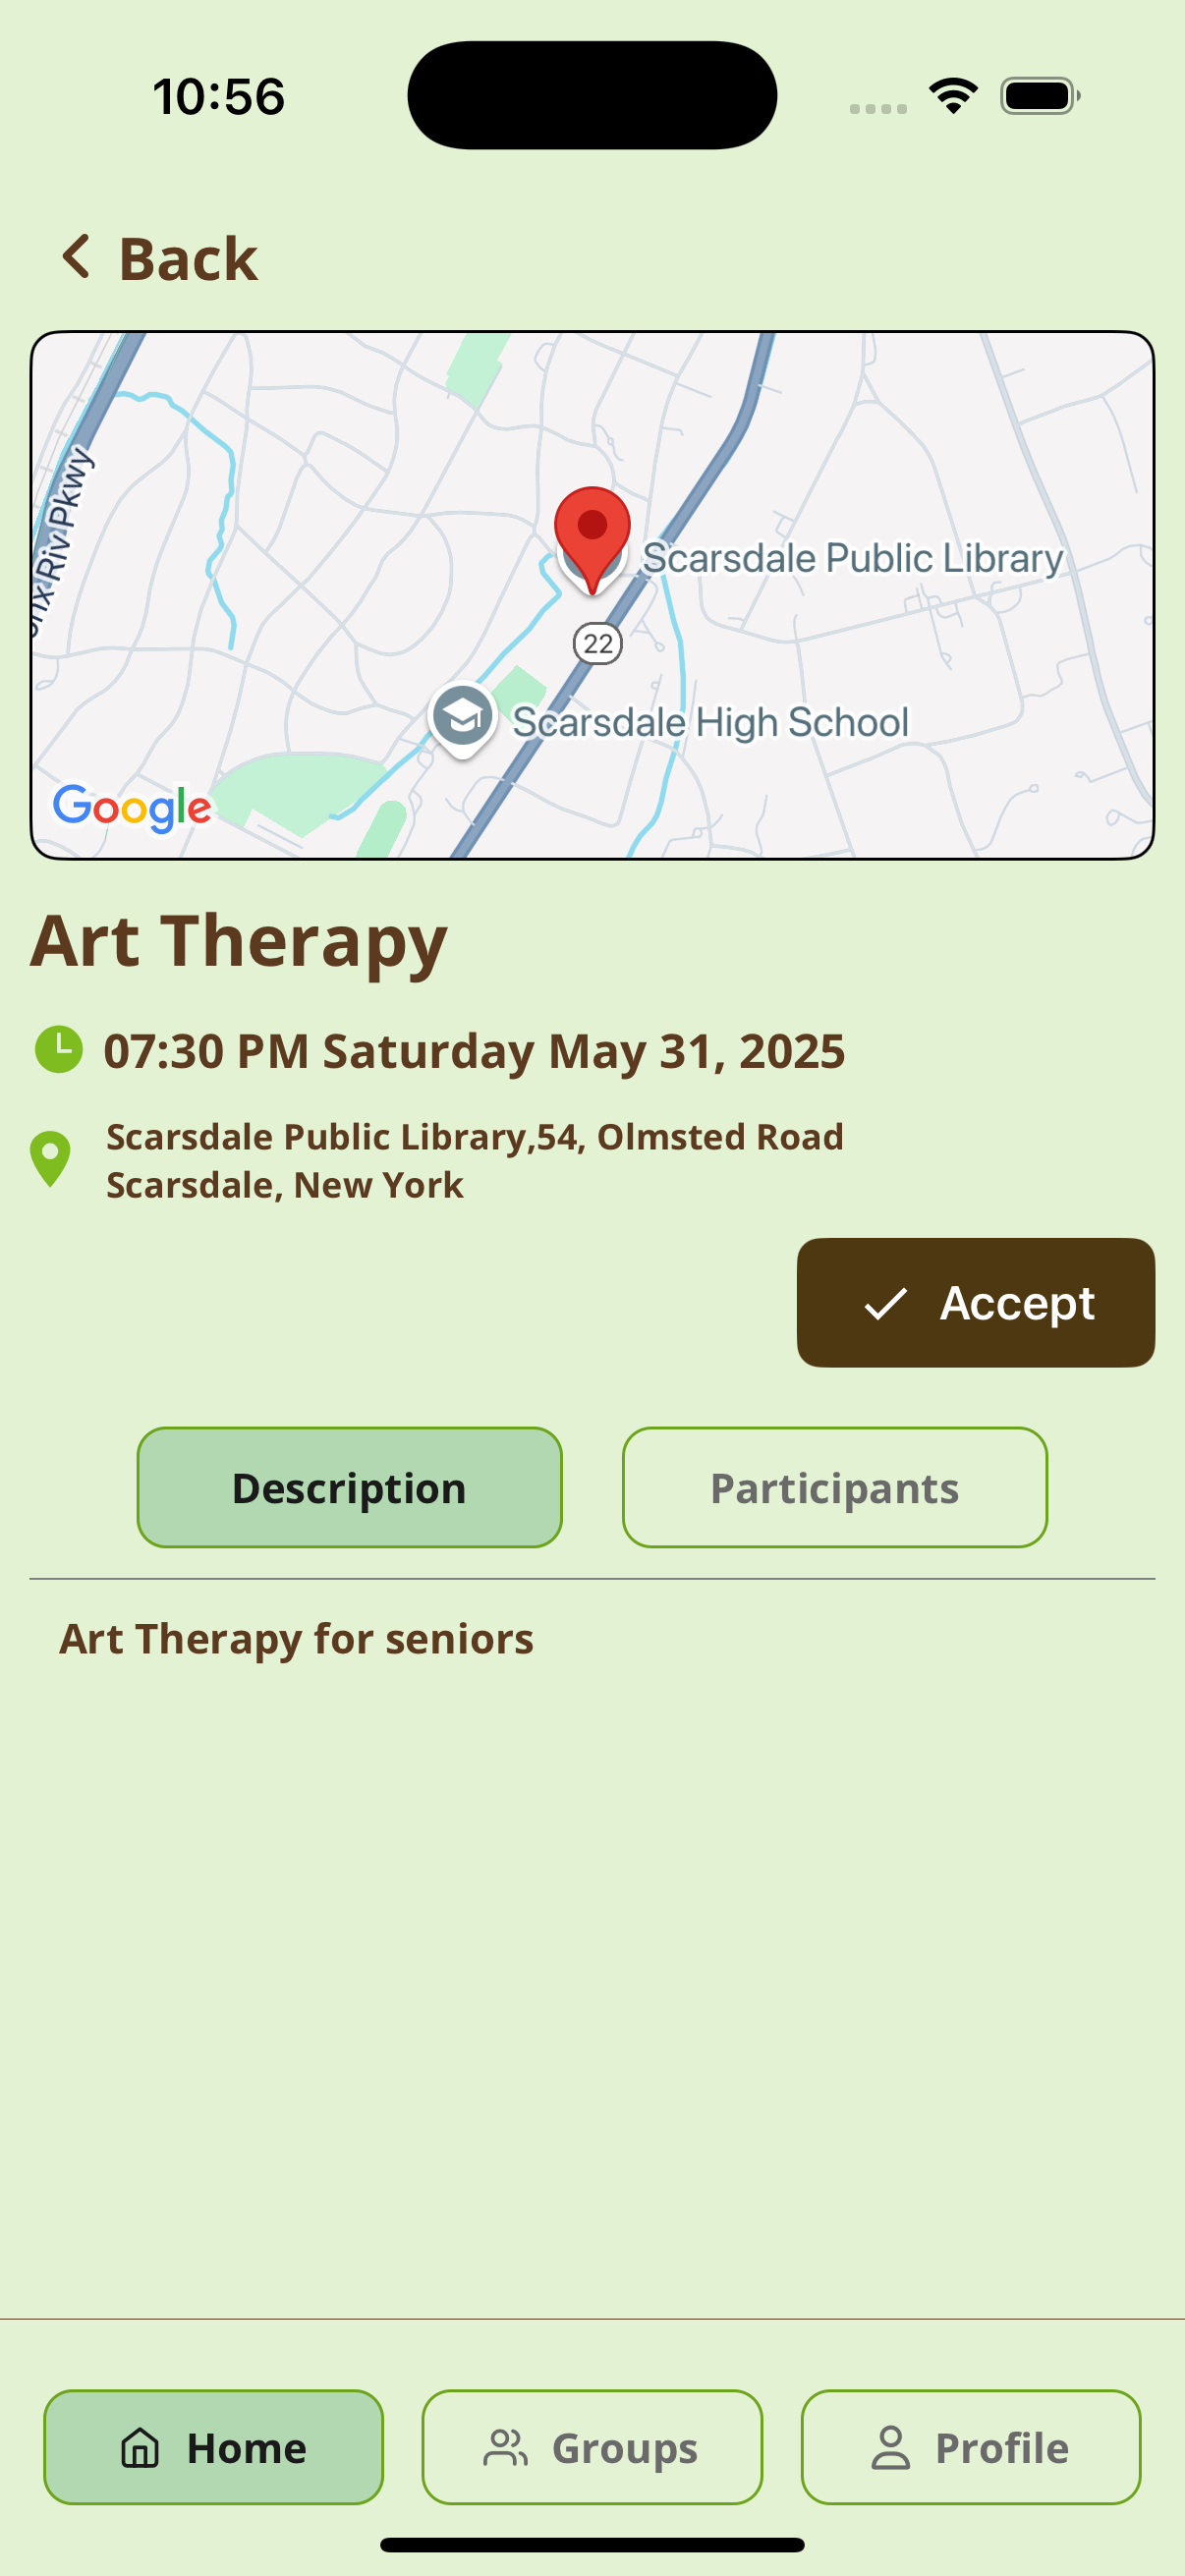 10:56
Back
onx Riv Pkwy
Scarsdale Public Library
22
Scarsdale High School
Google
Art Therapy
07:30 PM Saturday May 31, 2025
Scarsdale Public Library,54, Olmsted Road
Scarsdale, New York
Accept
Description
Participants
Art Therapy for seniors
Home
Groups
Profile